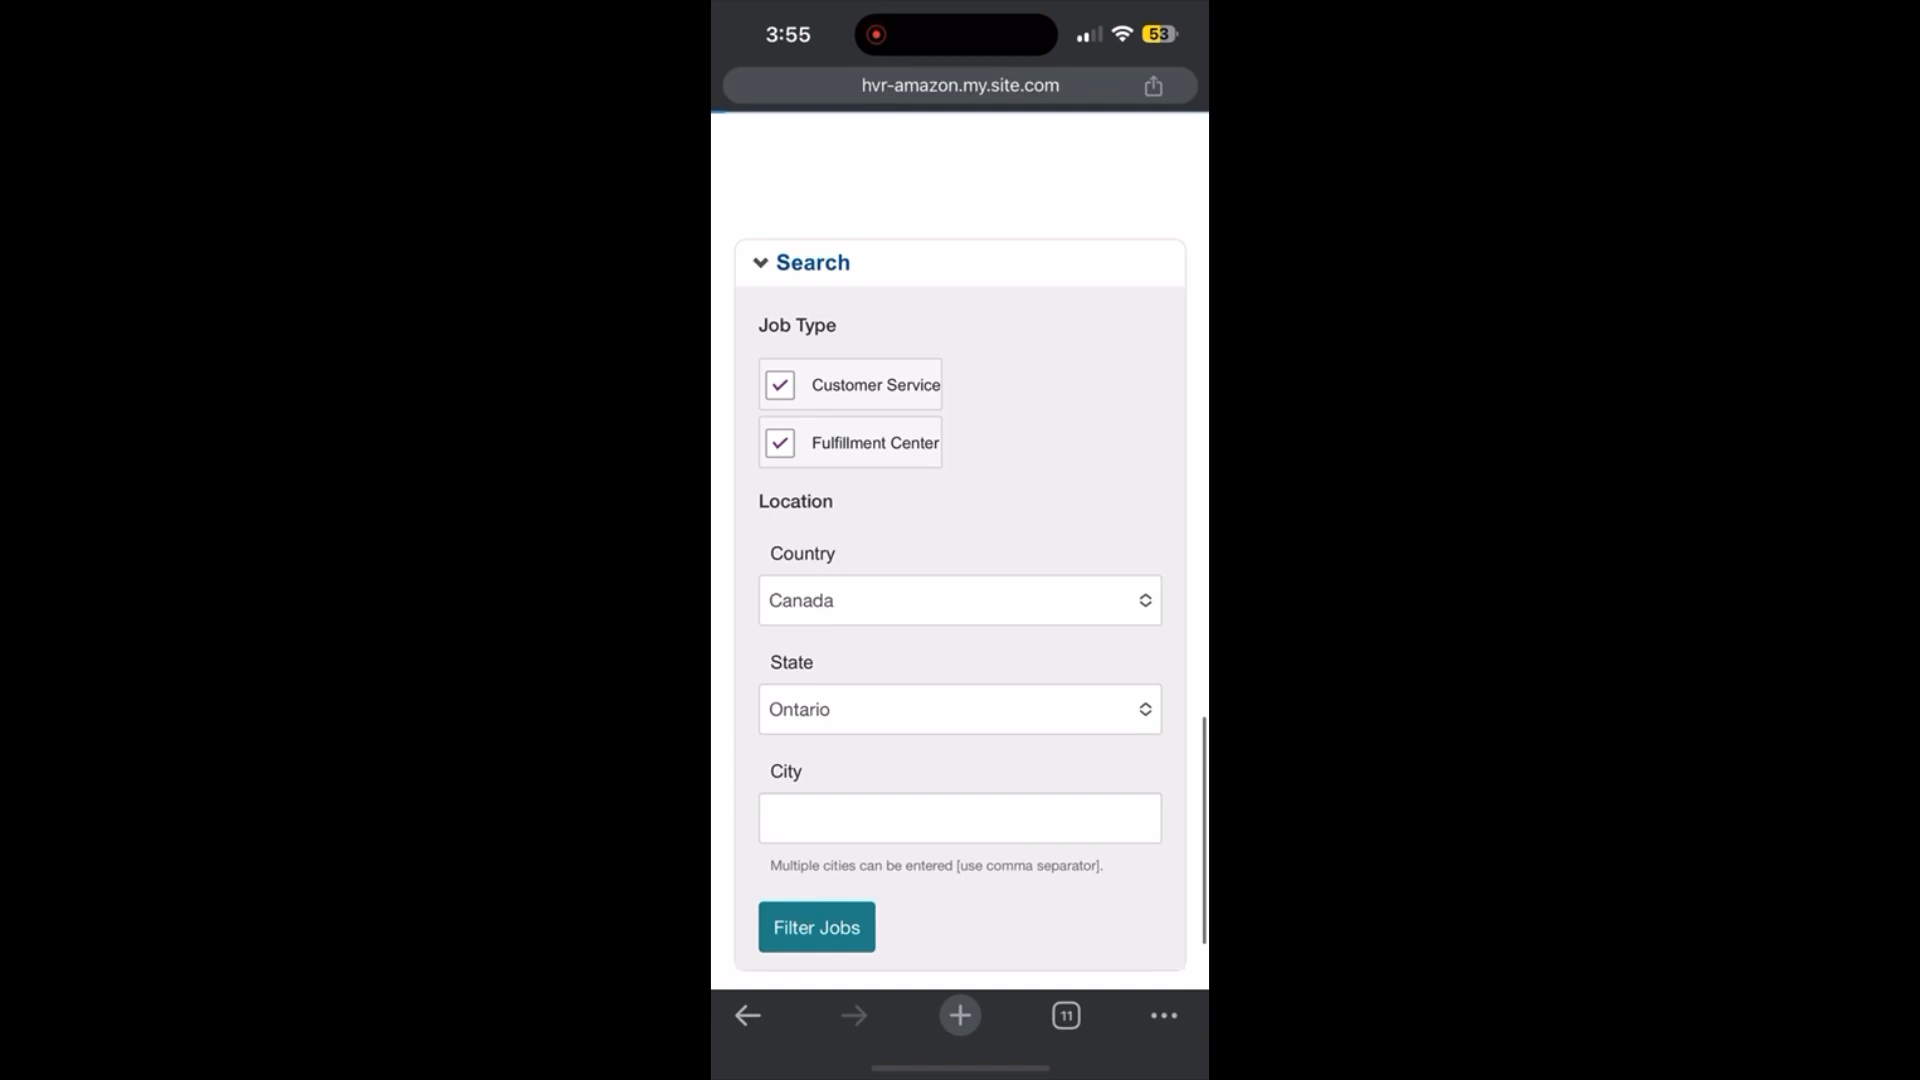 3:55
53
hvr-amazon.my.site.com
Search
Job Type
Customer Service
Fulfillment Center
Location
Country
Canada
State
Ontario
City
Multiple cities can be entered [use comma separator].
Filter Jobs
11